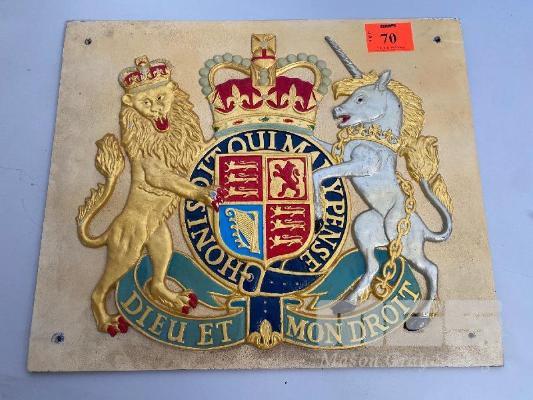 70
HONI SOIT QUI MAL Y PENSE
DIEU ET
MON DROIT